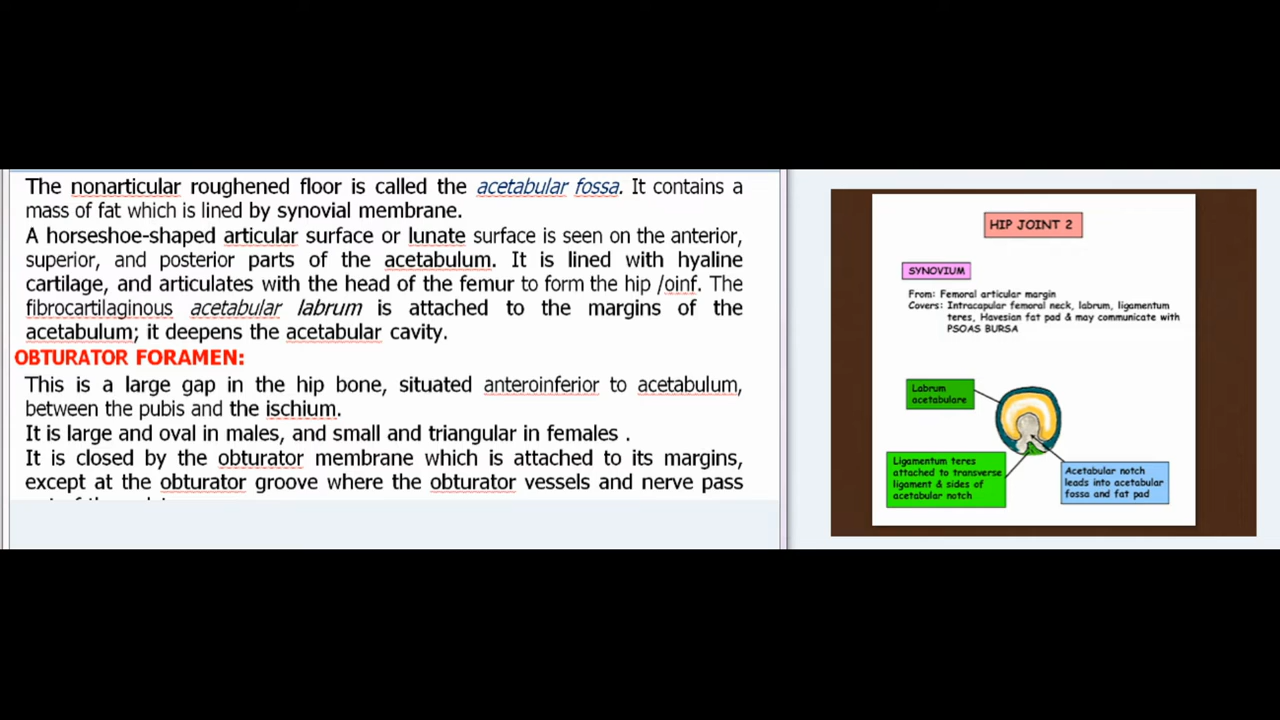 The nonarticular roughened floor is called the acetabular fossa. It contains a
mass of fat which is lined by synovial membrane.
A horseshoe-shaped articular surface or lunate surface is seen on the anterior,
superior, and posterior parts of the acetabulum. It is lined with hyaline
cartilage, and articulates with the head of the femur to form the hip /oinf. The
fibrocartilaginous acetabular labrum is attached to the margins of the
acetabulum; it deepens the acetabular cavity.
OBTURATOR FORAMEN:
This is a large gap in the hip bone, situated anteroinferior to acetabulum,
between the pubis and the ischium.
It is large and oval in males, and small and triangular in females .
It is closed by the obturator membrane which is attached to its margins,
except at the obturator groove where the obturator vessels and nerve pass
HIP JOINT 2
SYNOVIUM
From: Femoral articular margin
Covers: Intracapular femoral neck, labrum, ligamentum
teres, Havesian fat pad & may communicate with
PSOAS BURSA
Labrum
acetabulare
Ligamentum teres
attached to transverse
ligament & sides of
acetabular notch
Acetabular notch
leads into acetabular
fossa and fat pad